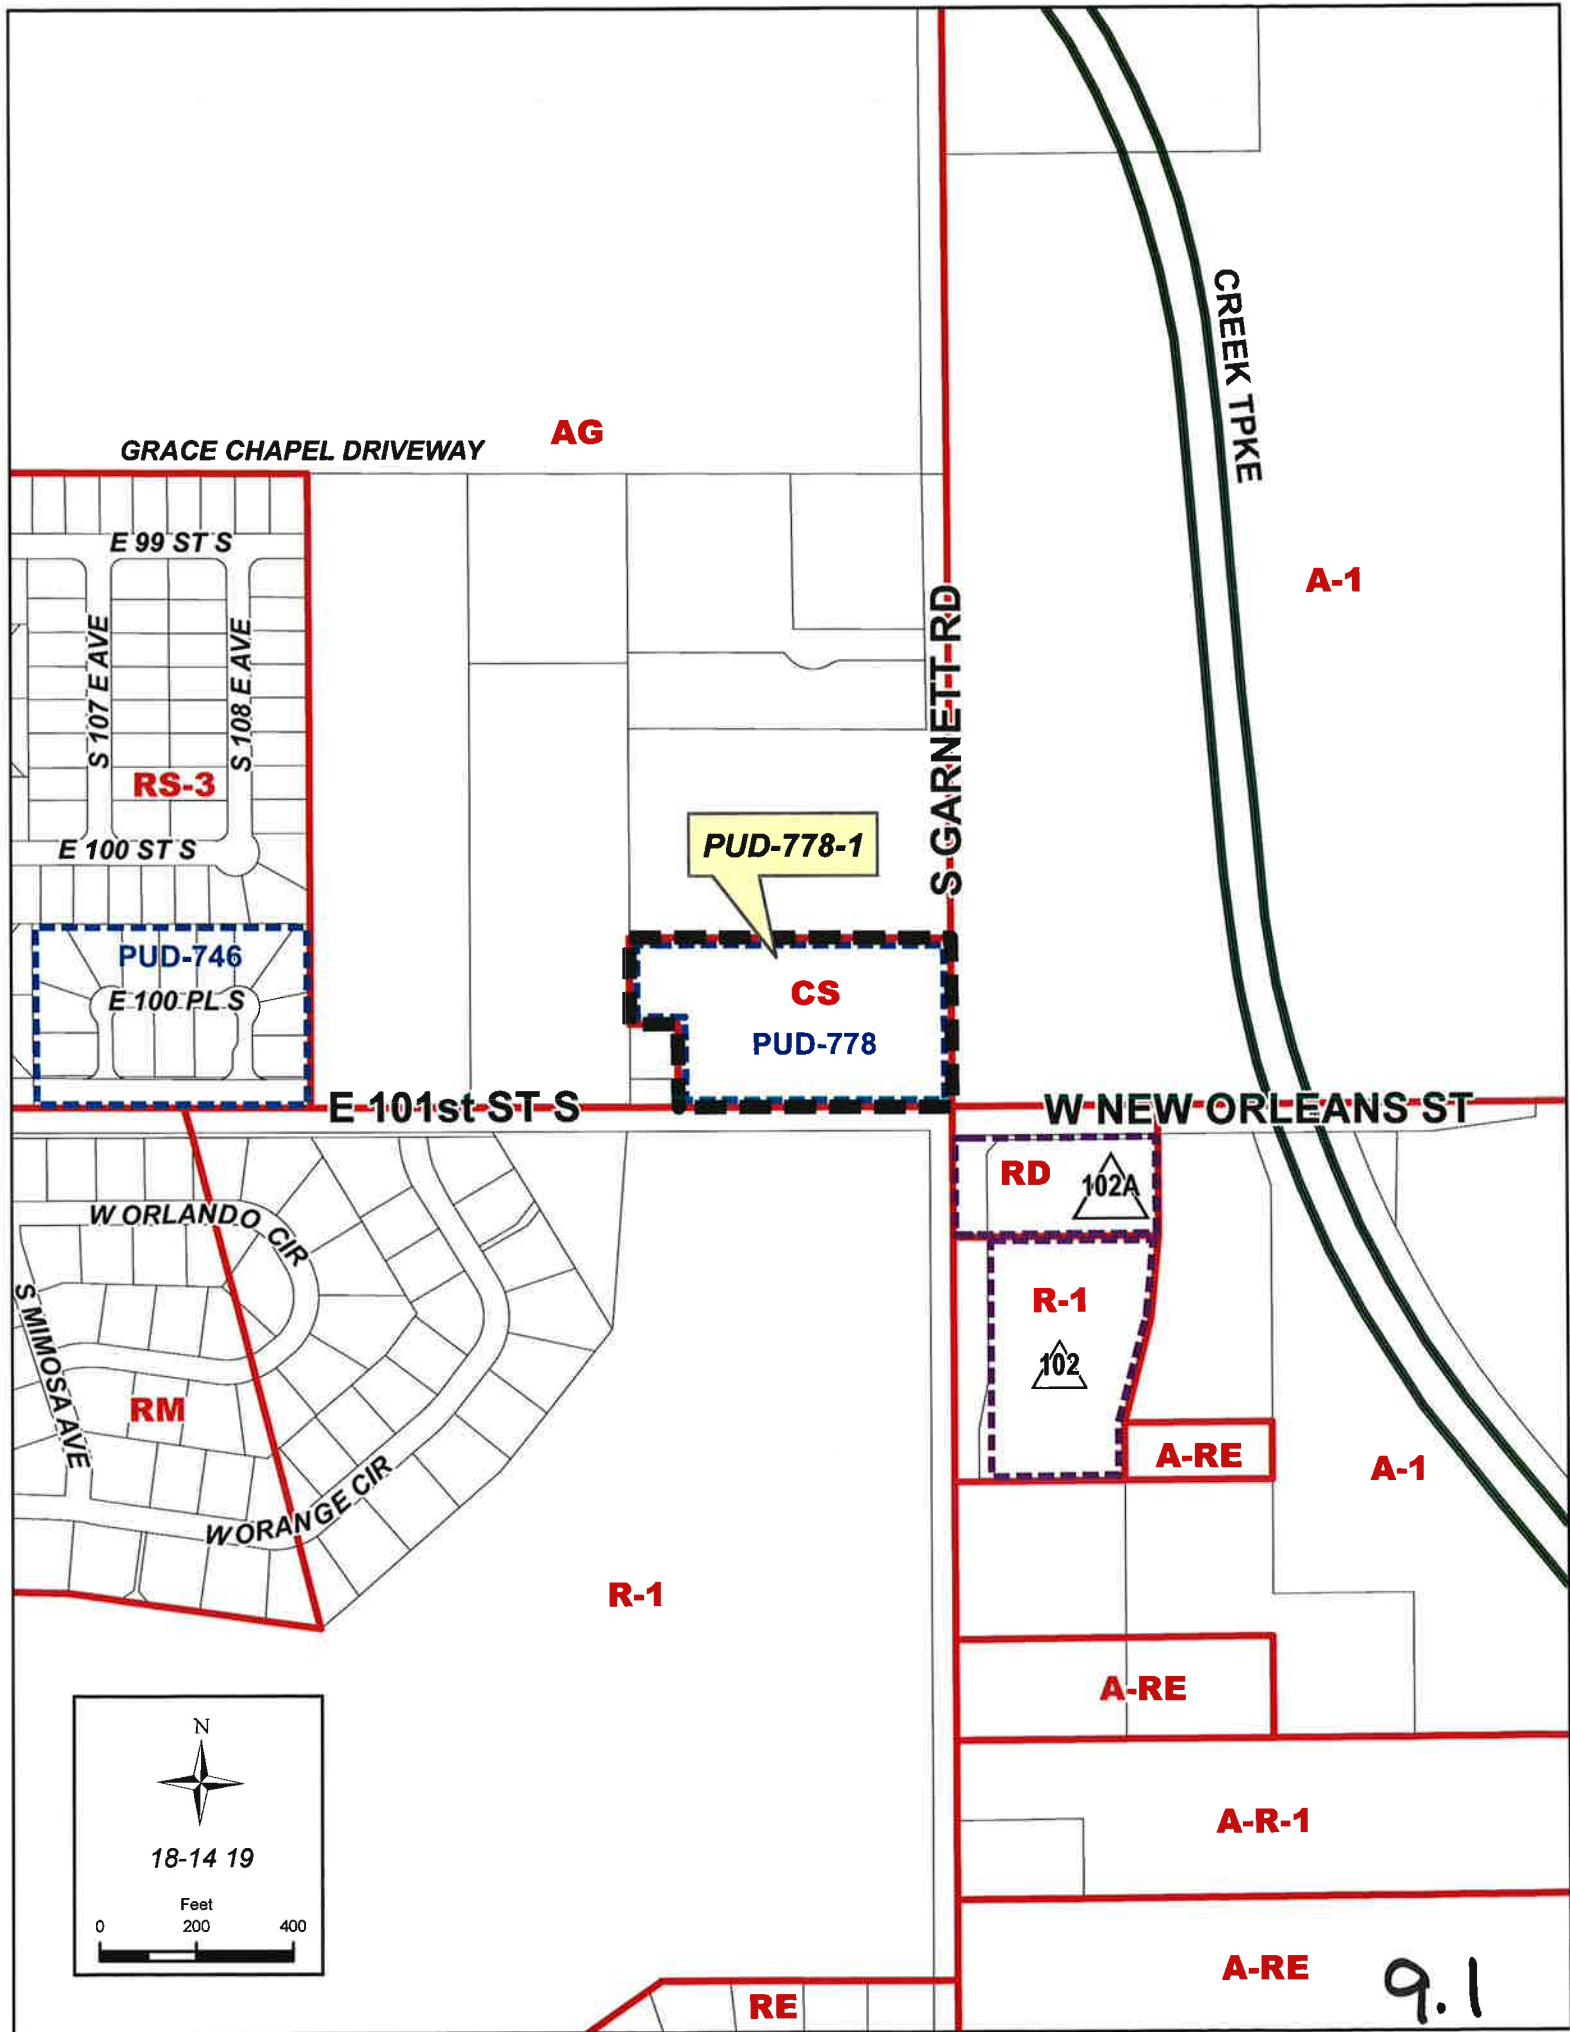 CREEK TPKE
GRACE CHAPEL DRIVEWAY
AG
E 99 ST S
A-1
S 107 E AVE
S 108 E AVE
S GARNETT RD
RS-3
E 100 ST S
PUD-778-1
PUD-746
E 100 PL S
CS
PUD-778
E 101st ST S
W NEW ORLEANS ST
RD
102A
W ORLANDO CIR
R-1
S MIMOSA AVE
102
RM
A-RE
A-1
W ORANGE CIR
R-1
A-RE
N
18-14 19
Feet
0 200 400
A-R-1
A-RE
RE
9.1